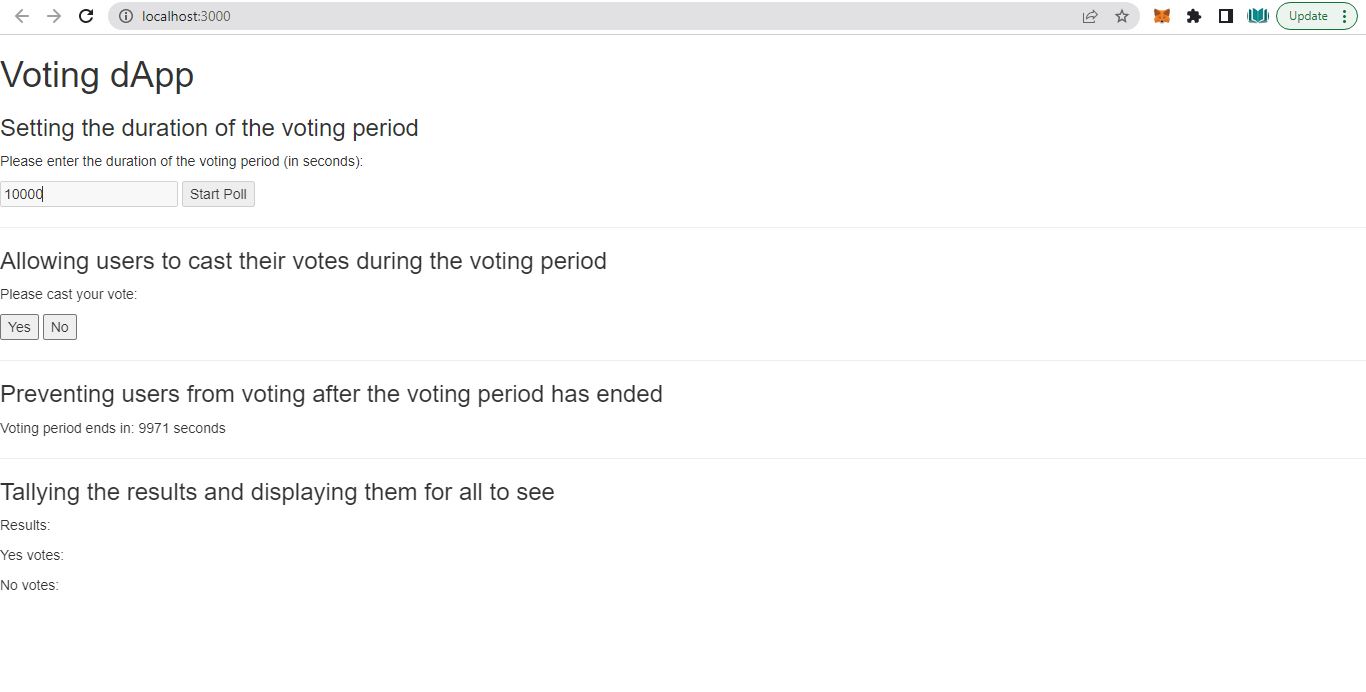 localhost:3000
Update
Voting dApp
Setting the duration of the voting period
Please enter the duration of the voting period (in seconds):
10000 Start Poll
Allowing users to cast their votes during the voting period
Please cast your vote:
Yes No
Preventing users from voting after the voting period has ended
Voting period ends in: 9971 seconds
Tallying the results and displaying them for all to see
Results:
Yes votes:
No votes: